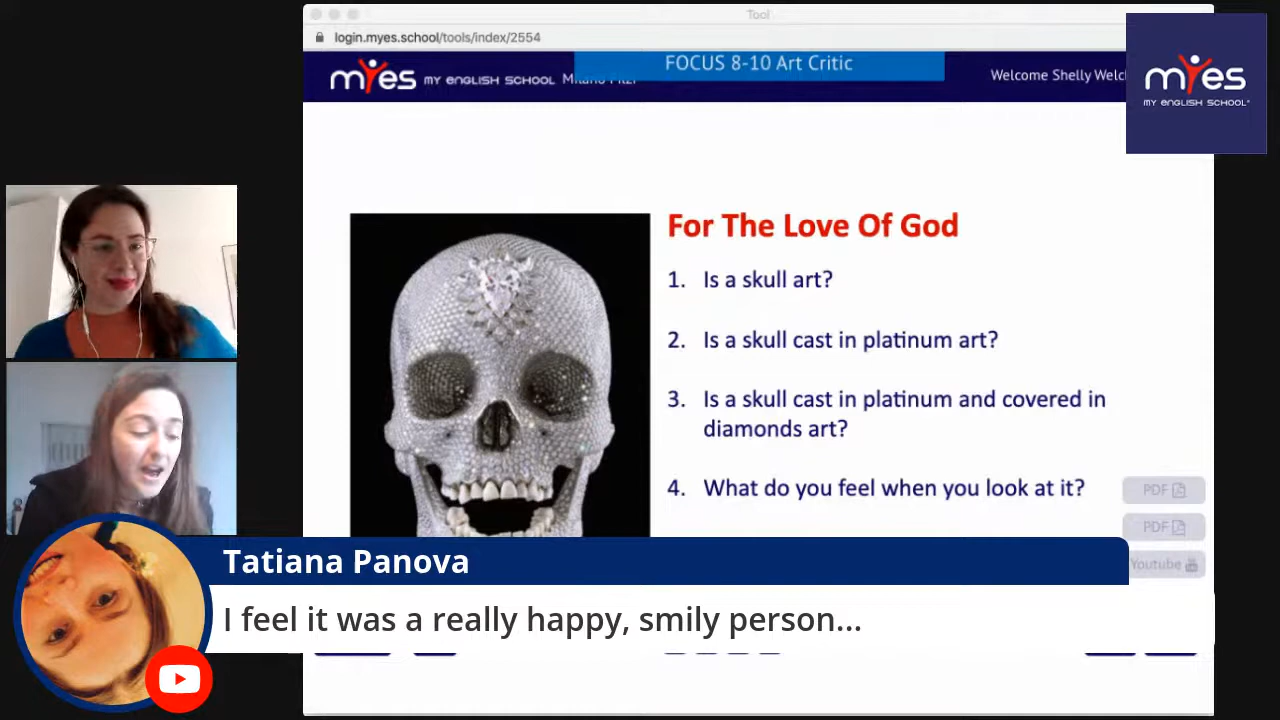 Tool
login.myes.school/tools/index/2554
FOCUS 8-10 Art Critic
myes MY ENGLISH SCHOOL Milano
Welcome Shelly Welc
myes
MY ENGLISH SCHOOL®
For The Love Of God
1. Is a skull art?
2. Is a skull cast in platinum art?
3. Is a skull cast in platinum and covered in
diamonds art?
4. What do you feel when you look at it?
PDF
PDF
Youtube
Tatiana Panova
I feel it was a really happy, smily person...